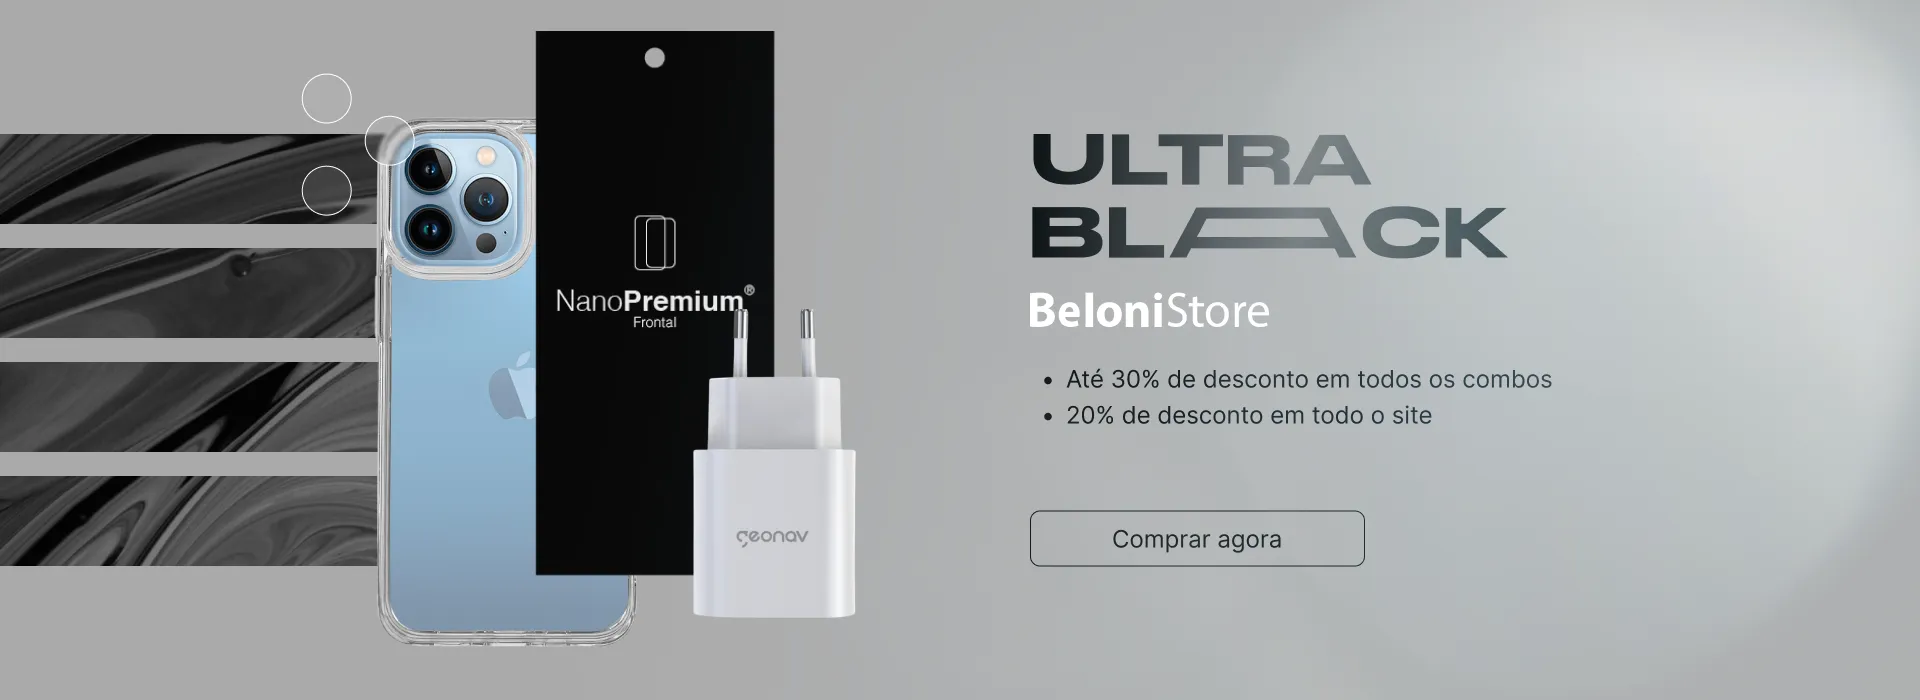 NanoPremium®
Frontal
geonav
ULTRA
BLACK
BeloniStore
• Até 30% de desconto em todos os combos
• 20% de desconto em todo o site
Comprar agora